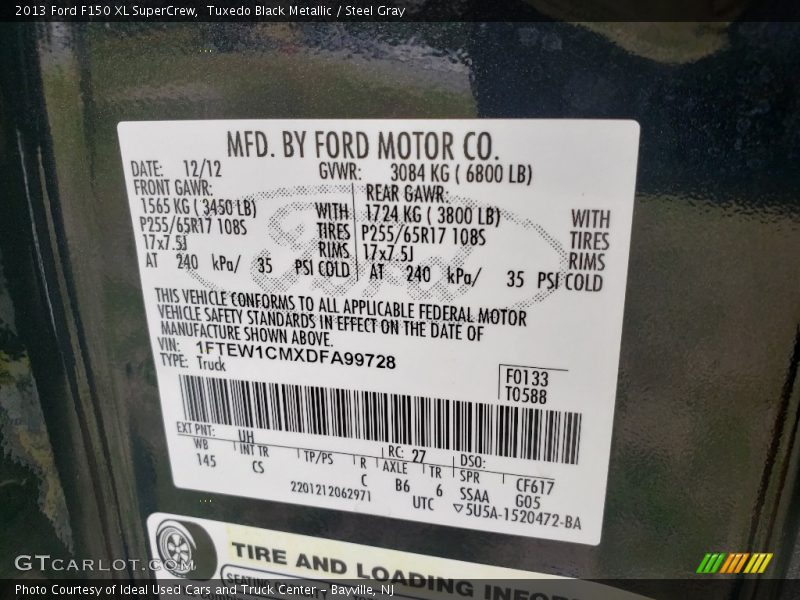 2013 Ford F150 XL SuperCrew, Tuxedo Black Metallic / Steel Gray
MFD. BY FORD MOTOR CO.
DATE: 12/12 GVWR: 3084 KG ( 6800 LB)
FRONT GAWR: REAR GAWR:
1565 KG ( 3450 LB) WITH 1724 KG ( 3800 LB) WITH
P255/65R17 108S TIRES P255/65R17 108S TIRES
17x7.5J RIMS 17x7.5J RIMS
AT 240 kPa/ 35 PSI COLD AT 240 kPa/ 35 PSI COLD
THIS VEHICLE CONFORMS TO ALL APPLICABLE FEDERAL MOTOR
VEHICLE SAFETY STANDARDS IN EFFECT ON THE DATE OF
MANUFACTURE SHOWN ABOVE.
VIN: 1FTEW1CMXDFA99728
TYPE: Truck
F0133
T0588
EXT PNT: UH RC: 27 DSO:
WB INT TR TP/PS R AXLE TR SPR CF617
145 CS C B6 6 SSAA G05
2201212062971 UTC ▽5U5A-1520472-BA
TIRE AND LOADING
GTCARLOT.COM
Photo Courtesy of Ideal Used Cars and Truck Center – Bayville, NJ